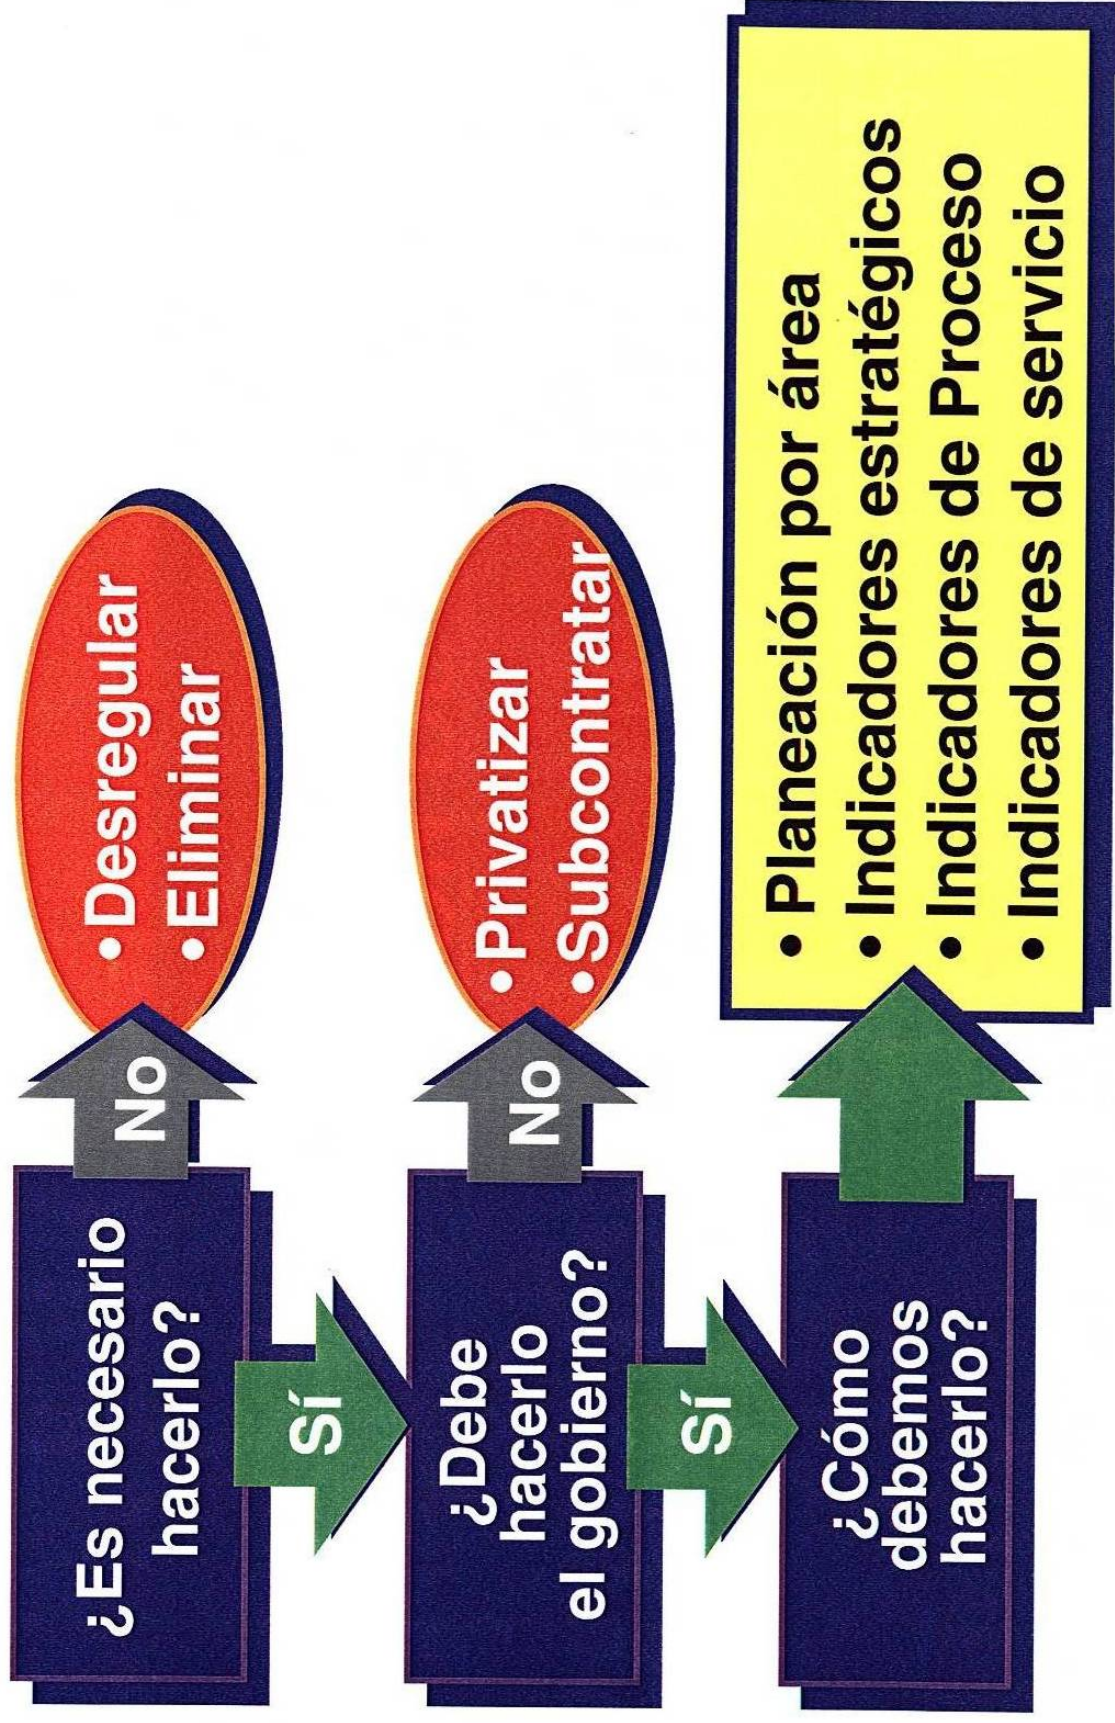 ¿Es necesario
hacerlo?
No
• Desregular
• Eliminar
Sí
¿Debe
hacerlo
el gobierno?
No
• Privatizar
• Subcontratar
Sí
¿Cómo
debemos
hacerlo?
• Planeación por área
• Indicadores estratégicos
• Indicadores de Proceso
• Indicadores de servicio